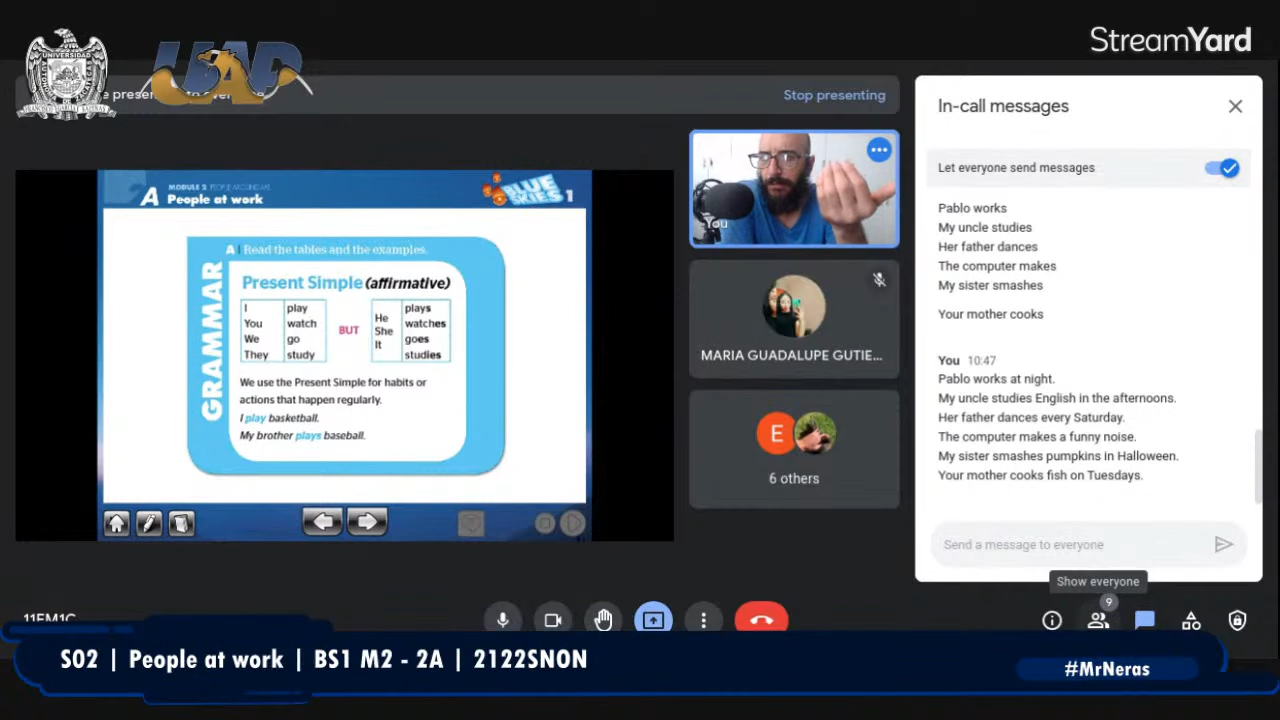 StreamYard
UNIVERSIDAD
UEAP
Stop presenting
MODULE 2 PEOPLE AROUND ME
A People at work
BLUE SKIES 1
A | Read the tables and the examples.
GRAMMAR
Present Simple (affirmative)
I play
You watch
We go
They study
BUT
He
She
It
plays
watches
goes
studies
We use the Present Simple for habits or
actions that happen regularly.
I play basketball.
My brother plays baseball.
You
MARIA GUADALUPE GUTIE...
E
6 others
In-call messages
Let everyone send messages
Pablo works
My uncle studies
Her father dances
The computer makes
My sister smashes
Your mother cooks
You 10:47
Pablo works at night.
My uncle studies English in the afternoons.
Her father dances every Saturday.
The computer makes a funny noise.
My sister smashes pumpkins in Halloween.
Your mother cooks fish on Tuesdays.
Send a message to everyone
Show everyone
9
11EM1C
S02 | People at work | BS1 M2 - 2A | 2122SNON
#MrNeras